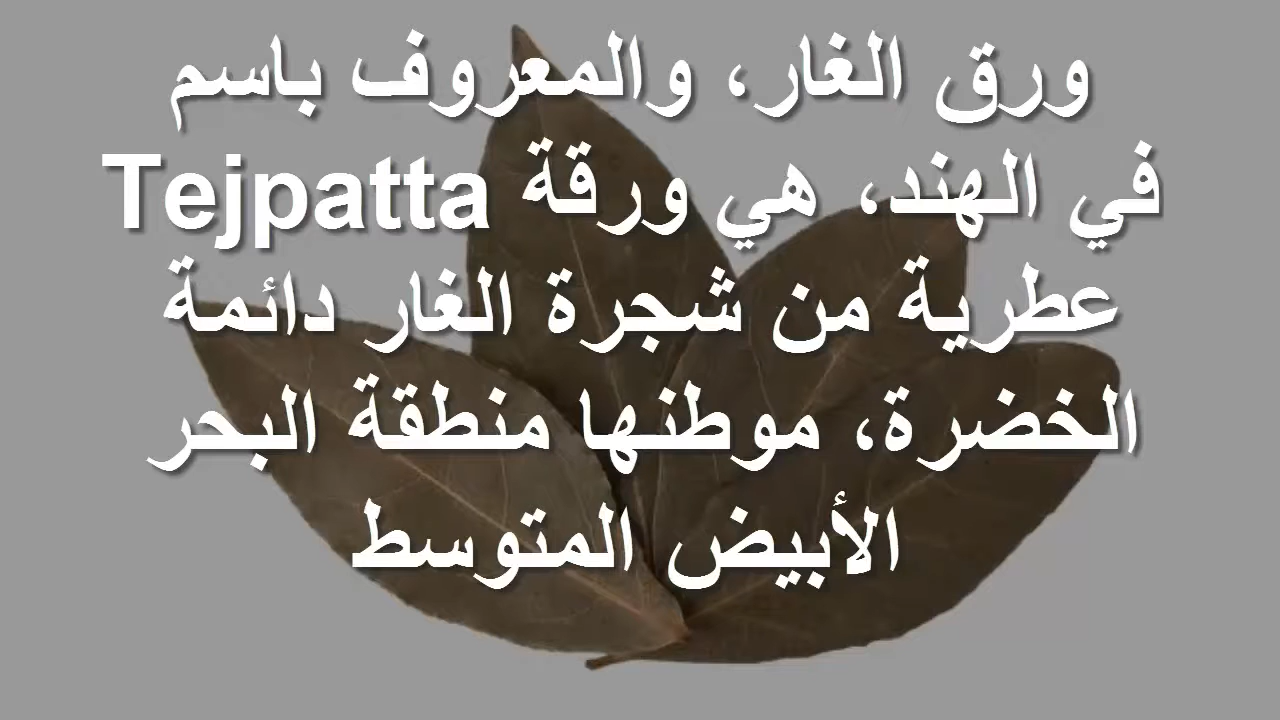 ورق الغار، والمعروف باسم
في الهند، هي ورقة Tejpatta
عطرية من شجرة الغار دائمة
الخضرة، موطنها منطقة البحر
الأبيض المتوسط